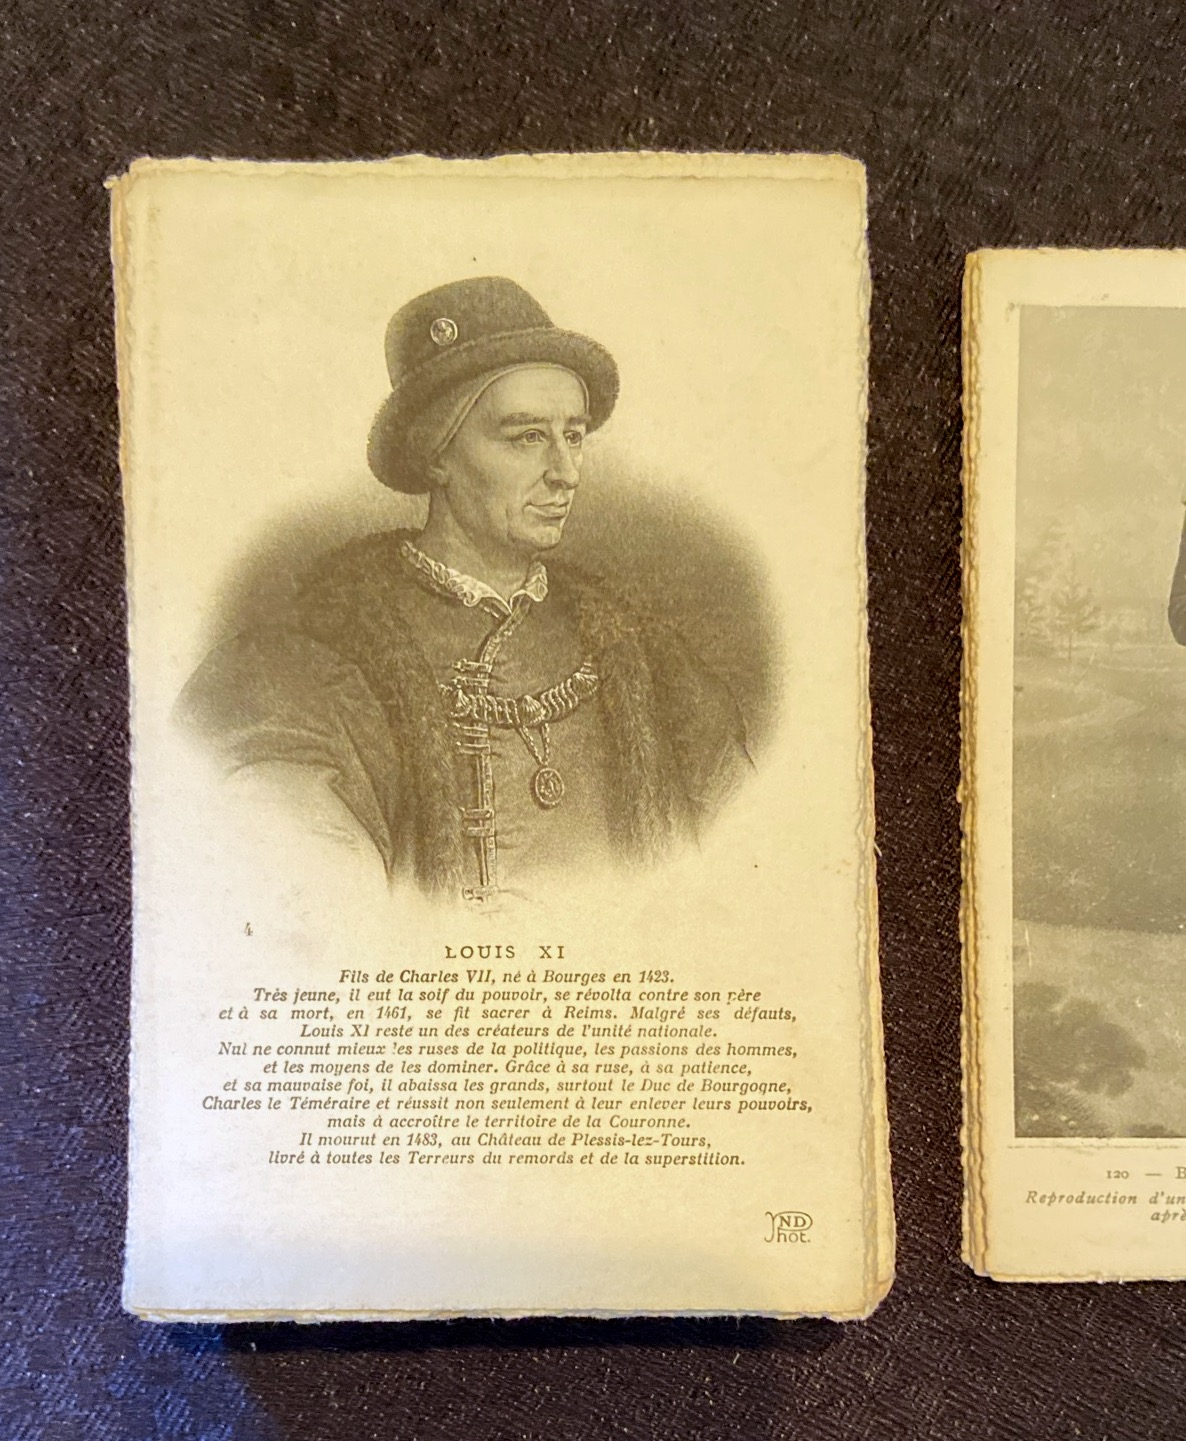 4
LOUIS XI
Fils de Charles VII, né à Bourges en 1423.
Très jeune, il eut la soif du pouvoir, se révolta contre son père
et à sa mort, en 1461, se fit sacrer à Reims. Malgré ses défauts,
Louis XI reste un des créateurs de l'unité nationale.
Nul ne connut mieux les ruses de la politique, les passions des hommes,
et les moyens de les dominer. Grâce à sa ruse, à sa patience,
et sa mauvaise foi, il abaissa les grands, surtout le Duc de Bourgogne,
Charles le Téméraire et réussit non seulement à leur enlever leurs pouvoirs,
mais à accroître le territoire de la Couronne.
Il mourut en 1483, au Château de Plessis-lez-Tours,
livré à toutes les Terreurs du remords et de la superstition.
ND
Phot.
120 — B
Reproduction d'un
aprè